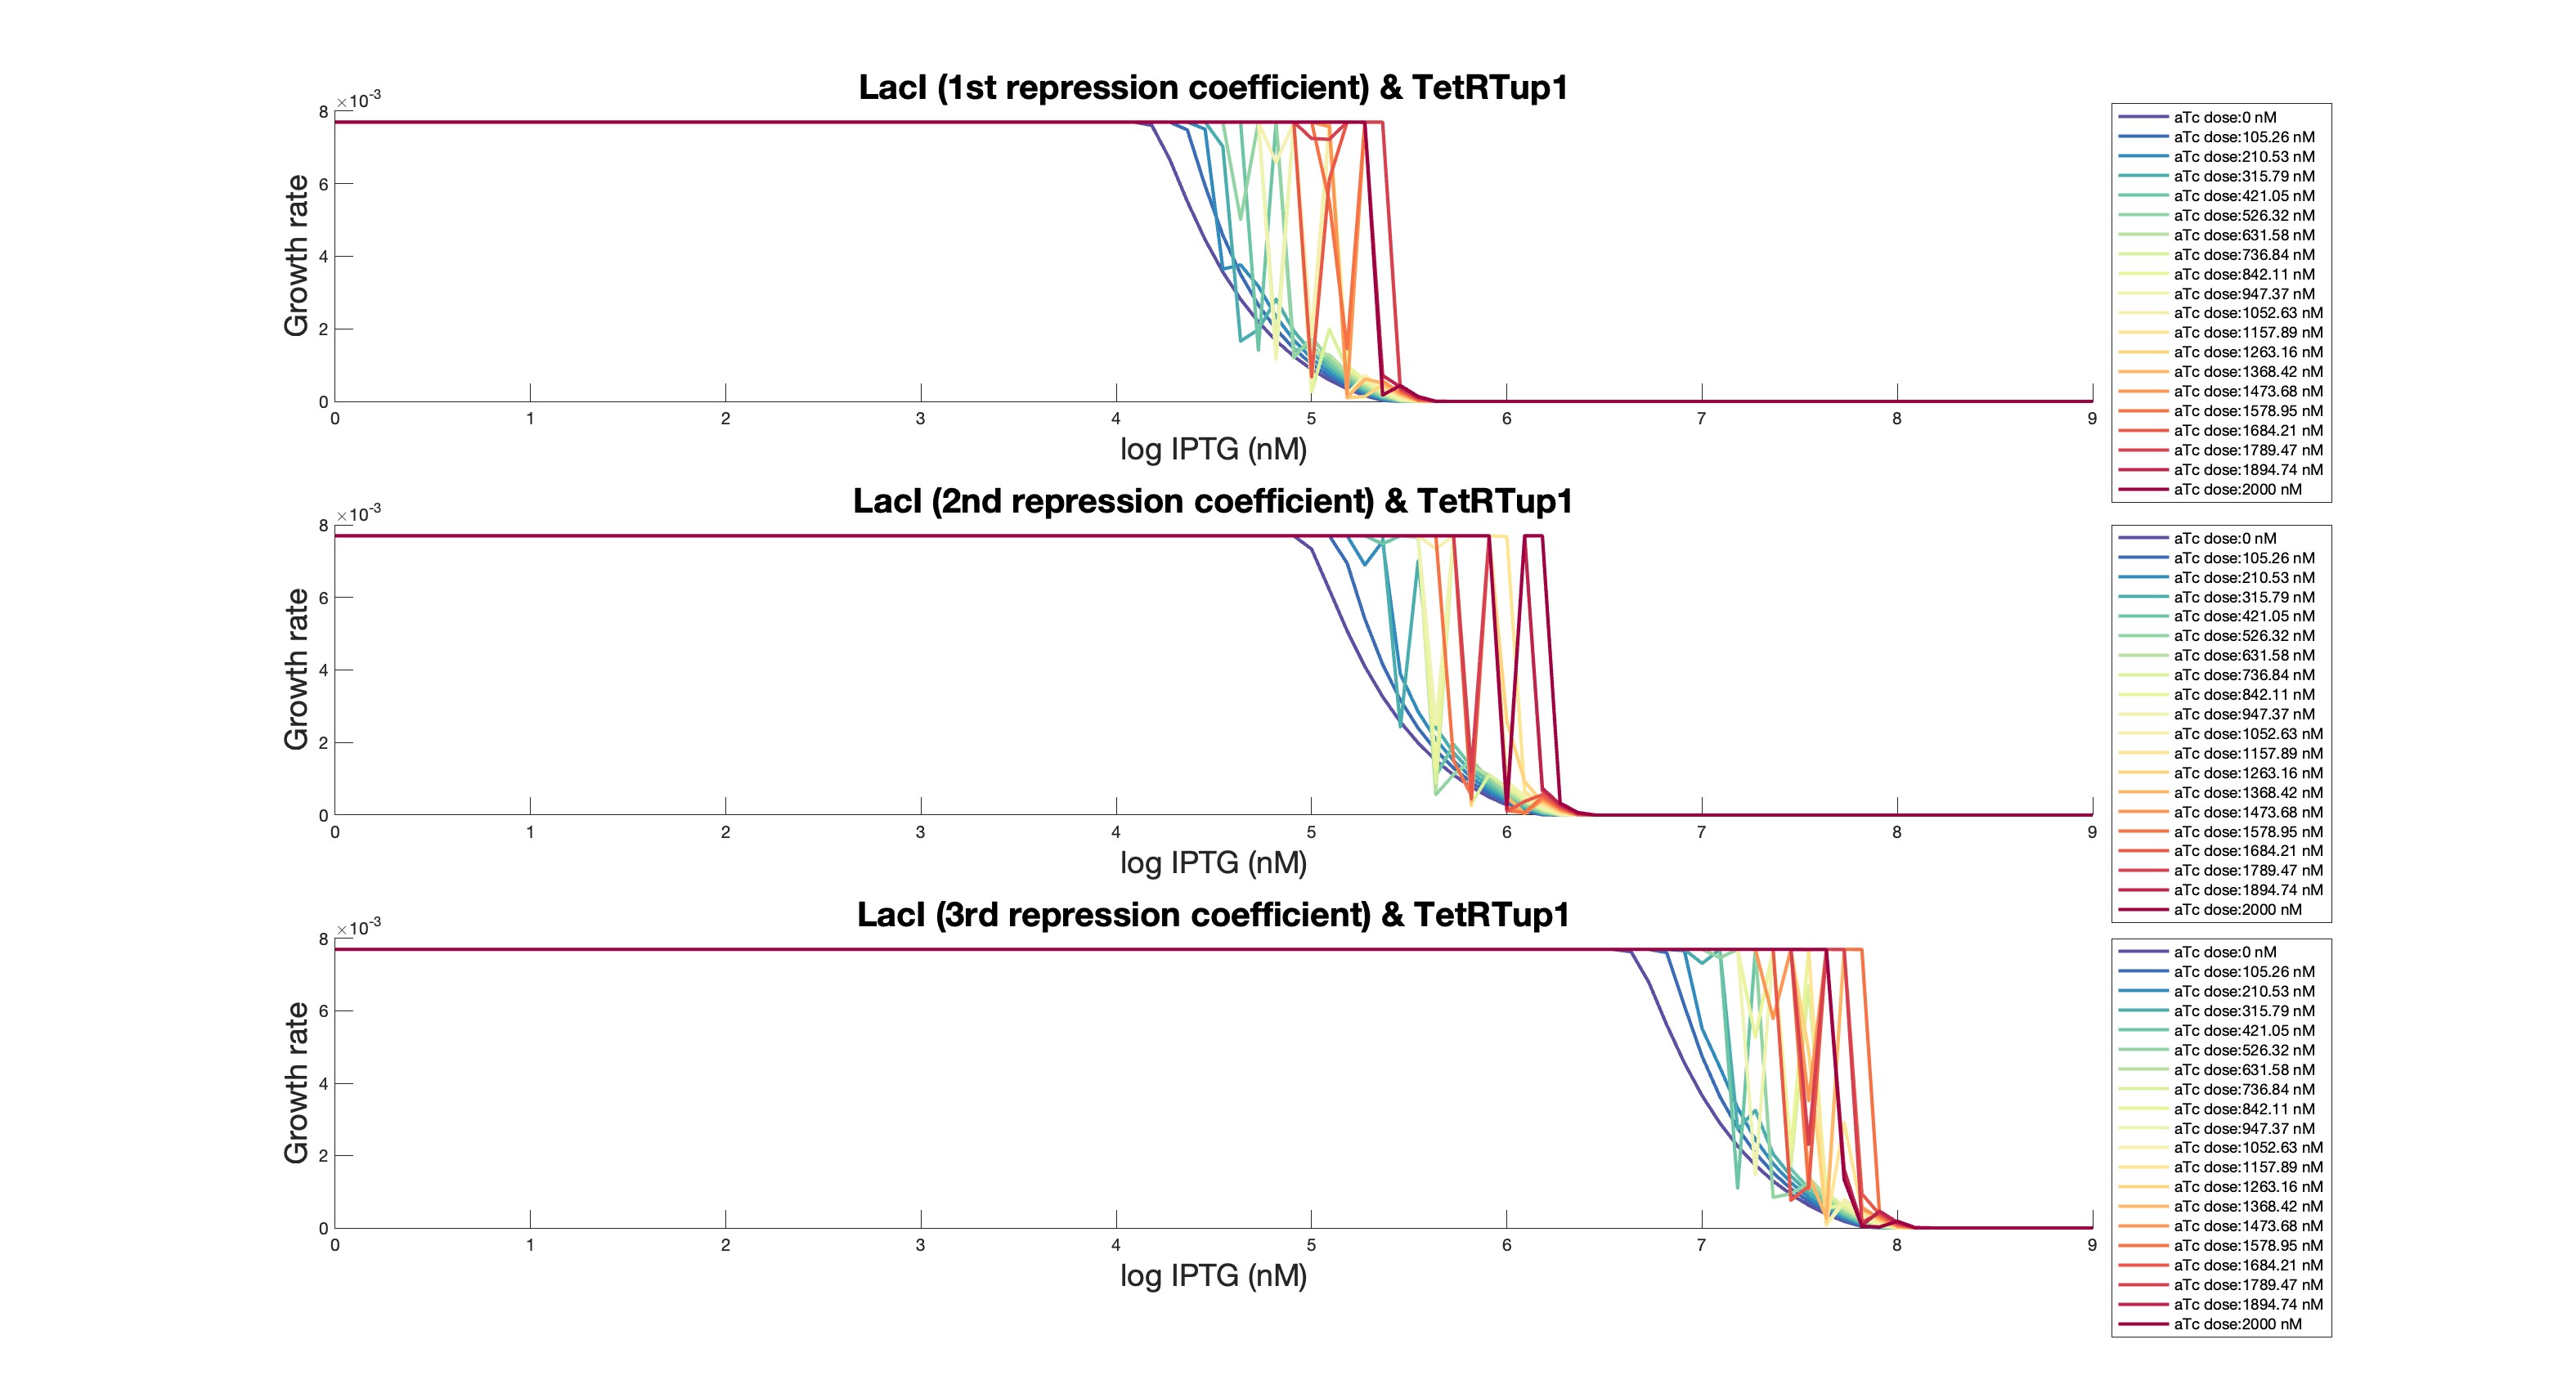 LacI (1st repression coefficient) & TetRTup1
×10-3
8
6
4
2
0
Growth rate
0 1 2 3 4 5 6 7 8 9
log IPTG (nM)
aTc dose:0 nM
aTc dose:105.26 nM
aTc dose:210.53 nM
aTc dose:315.79 nM
aTc dose:421.05 nM
aTc dose:526.32 nM
aTc dose:631.58 nM
aTc dose:736.84 nM
aTc dose:842.11 nM
aTc dose:947.37 nM
aTc dose:1052.63 nM
aTc dose:1157.89 nM
aTc dose:1263.16 nM
aTc dose:1368.42 nM
aTc dose:1473.68 nM
aTc dose:1578.95 nM
aTc dose:1684.21 nM
aTc dose:1789.47 nM
aTc dose:1894.74 nM
aTc dose:2000 nM
LacI (2nd repression coefficient) & TetRTup1
×10-3
8
6
4
2
0
Growth rate
0 1 2 3 4 5 6 7 8 9
log IPTG (nM)
aTc dose:0 nM
aTc dose:105.26 nM
aTc dose:210.53 nM
aTc dose:315.79 nM
aTc dose:421.05 nM
aTc dose:526.32 nM
aTc dose:631.58 nM
aTc dose:736.84 nM
aTc dose:842.11 nM
aTc dose:947.37 nM
aTc dose:1052.63 nM
aTc dose:1157.89 nM
aTc dose:1263.16 nM
aTc dose:1368.42 nM
aTc dose:1473.68 nM
aTc dose:1578.95 nM
aTc dose:1684.21 nM
aTc dose:1789.47 nM
aTc dose:1894.74 nM
aTc dose:2000 nM
LacI (3rd repression coefficient) & TetRTup1
×10-3
8
6
4
2
0
Growth rate
0 1 2 3 4 5 6 7 8 9
log IPTG (nM)
aTc dose:0 nM
aTc dose:105.26 nM
aTc dose:210.53 nM
aTc dose:315.79 nM
aTc dose:421.05 nM
aTc dose:526.32 nM
aTc dose:631.58 nM
aTc dose:736.84 nM
aTc dose:842.11 nM
aTc dose:947.37 nM
aTc dose:1052.63 nM
aTc dose:1157.89 nM
aTc dose:1263.16 nM
aTc dose:1368.42 nM
aTc dose:1473.68 nM
aTc dose:1578.95 nM
aTc dose:1684.21 nM
aTc dose:1789.47 nM
aTc dose:1894.74 nM
aTc dose:2000 nM